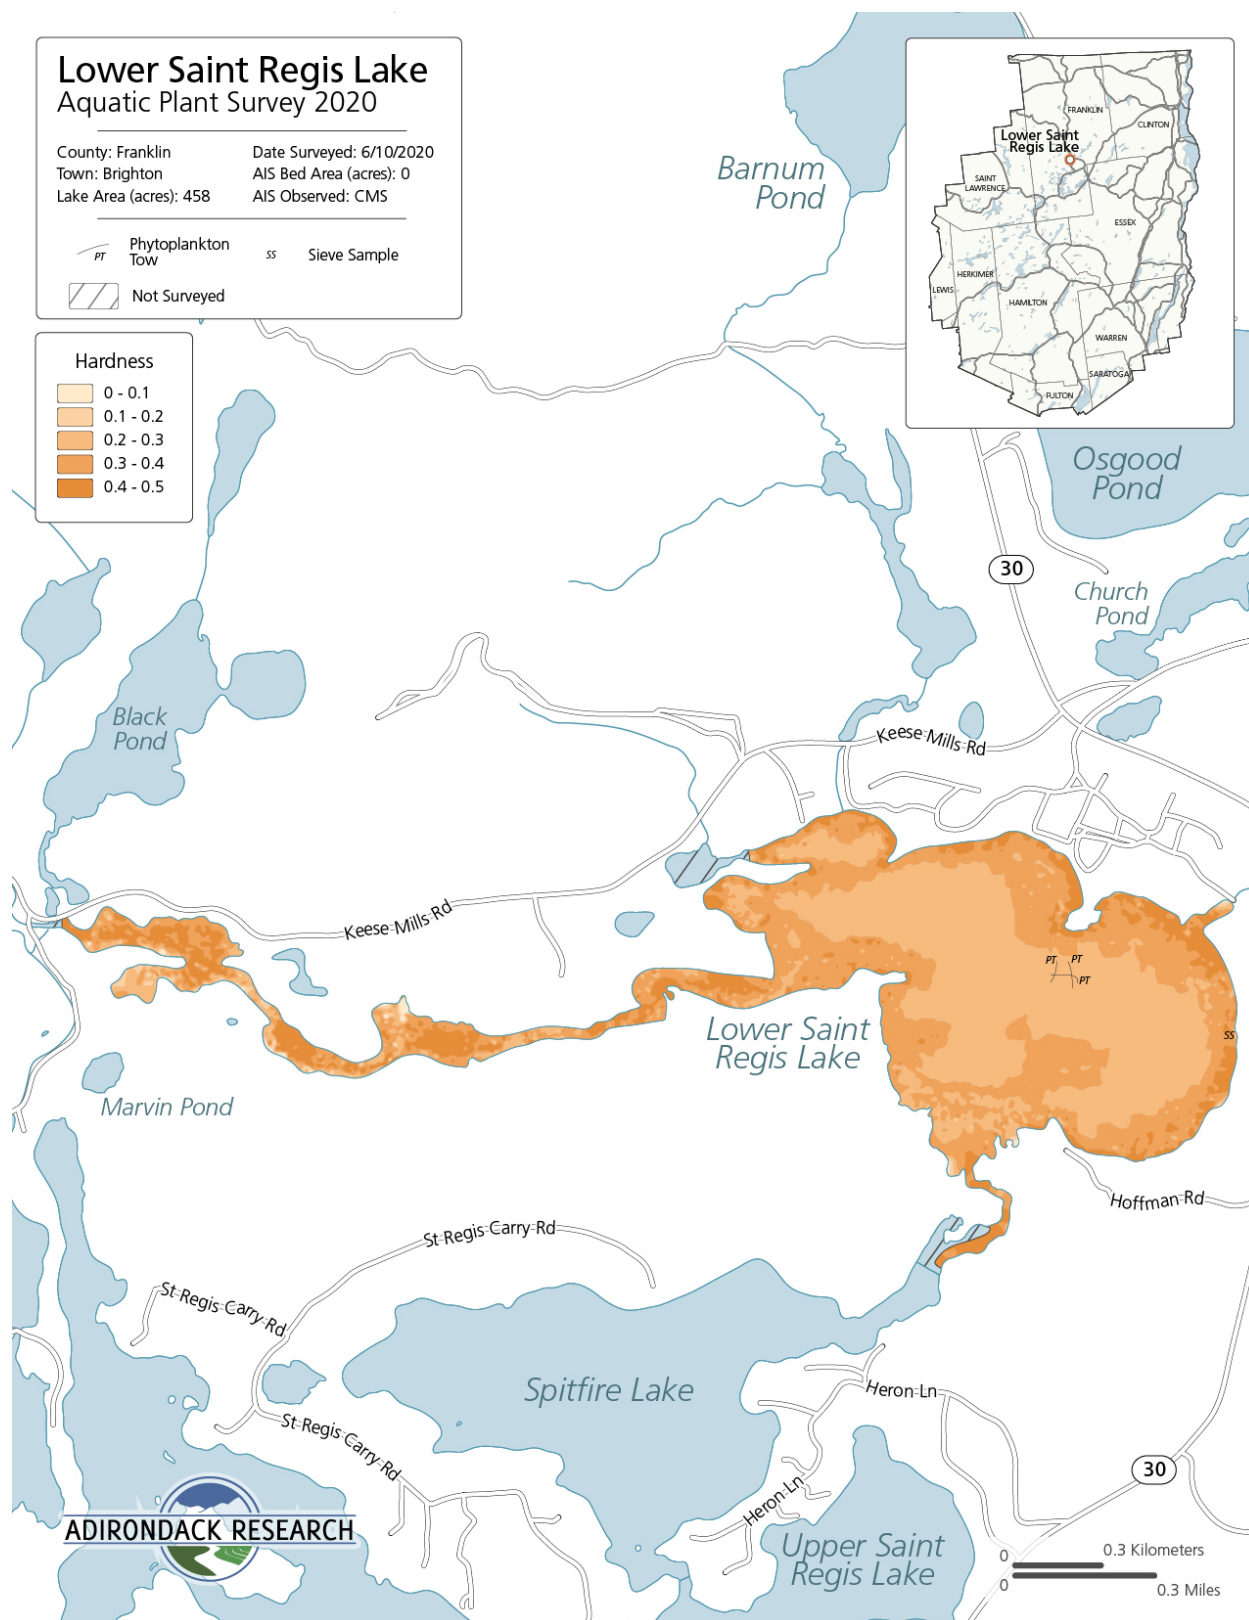 Lower Saint Regis Lake
Aquatic Plant Survey 2020
County: Franklin
Town: Brighton
Lake Area (acres): 458
Date Surveyed: 6/10/2020
AIS Bed Area (acres): 0
AIS Observed: CMS
PT
Phytoplankton
Tow
SS
Sieve Sample
Not Surveyed
Hardness
0 - 0.1
0.1 - 0.2
0.2 - 0.3
0.3 - 0.4
0.4 - 0.5
FRANKLIN
CLINTON
Lower Saint
Regis Lake
SAINT
LAWRENCE
ESSEX
HERKIMER
LEWIS
HAMILTON
WARREN
SARATOGA
FULTON
Barnum
Pond
Osgood
Pond
30
Church
Pond
Black
Pond
Keese Mills Rd
Keese Mills Rd
PT
PT
PT
SS
Lower Saint
Regis Lake
Marvin Pond
Hoffman Rd
St Regis Carry Rd
St Regis Carry Rd
Spitfire Lake
Heron Ln
St Regis Carry Rd
30
Heron Ln
Upper Saint
Regis Lake
ADIRONDACK RESEARCH
0
0.3 Kilometers
0
0.3 Miles